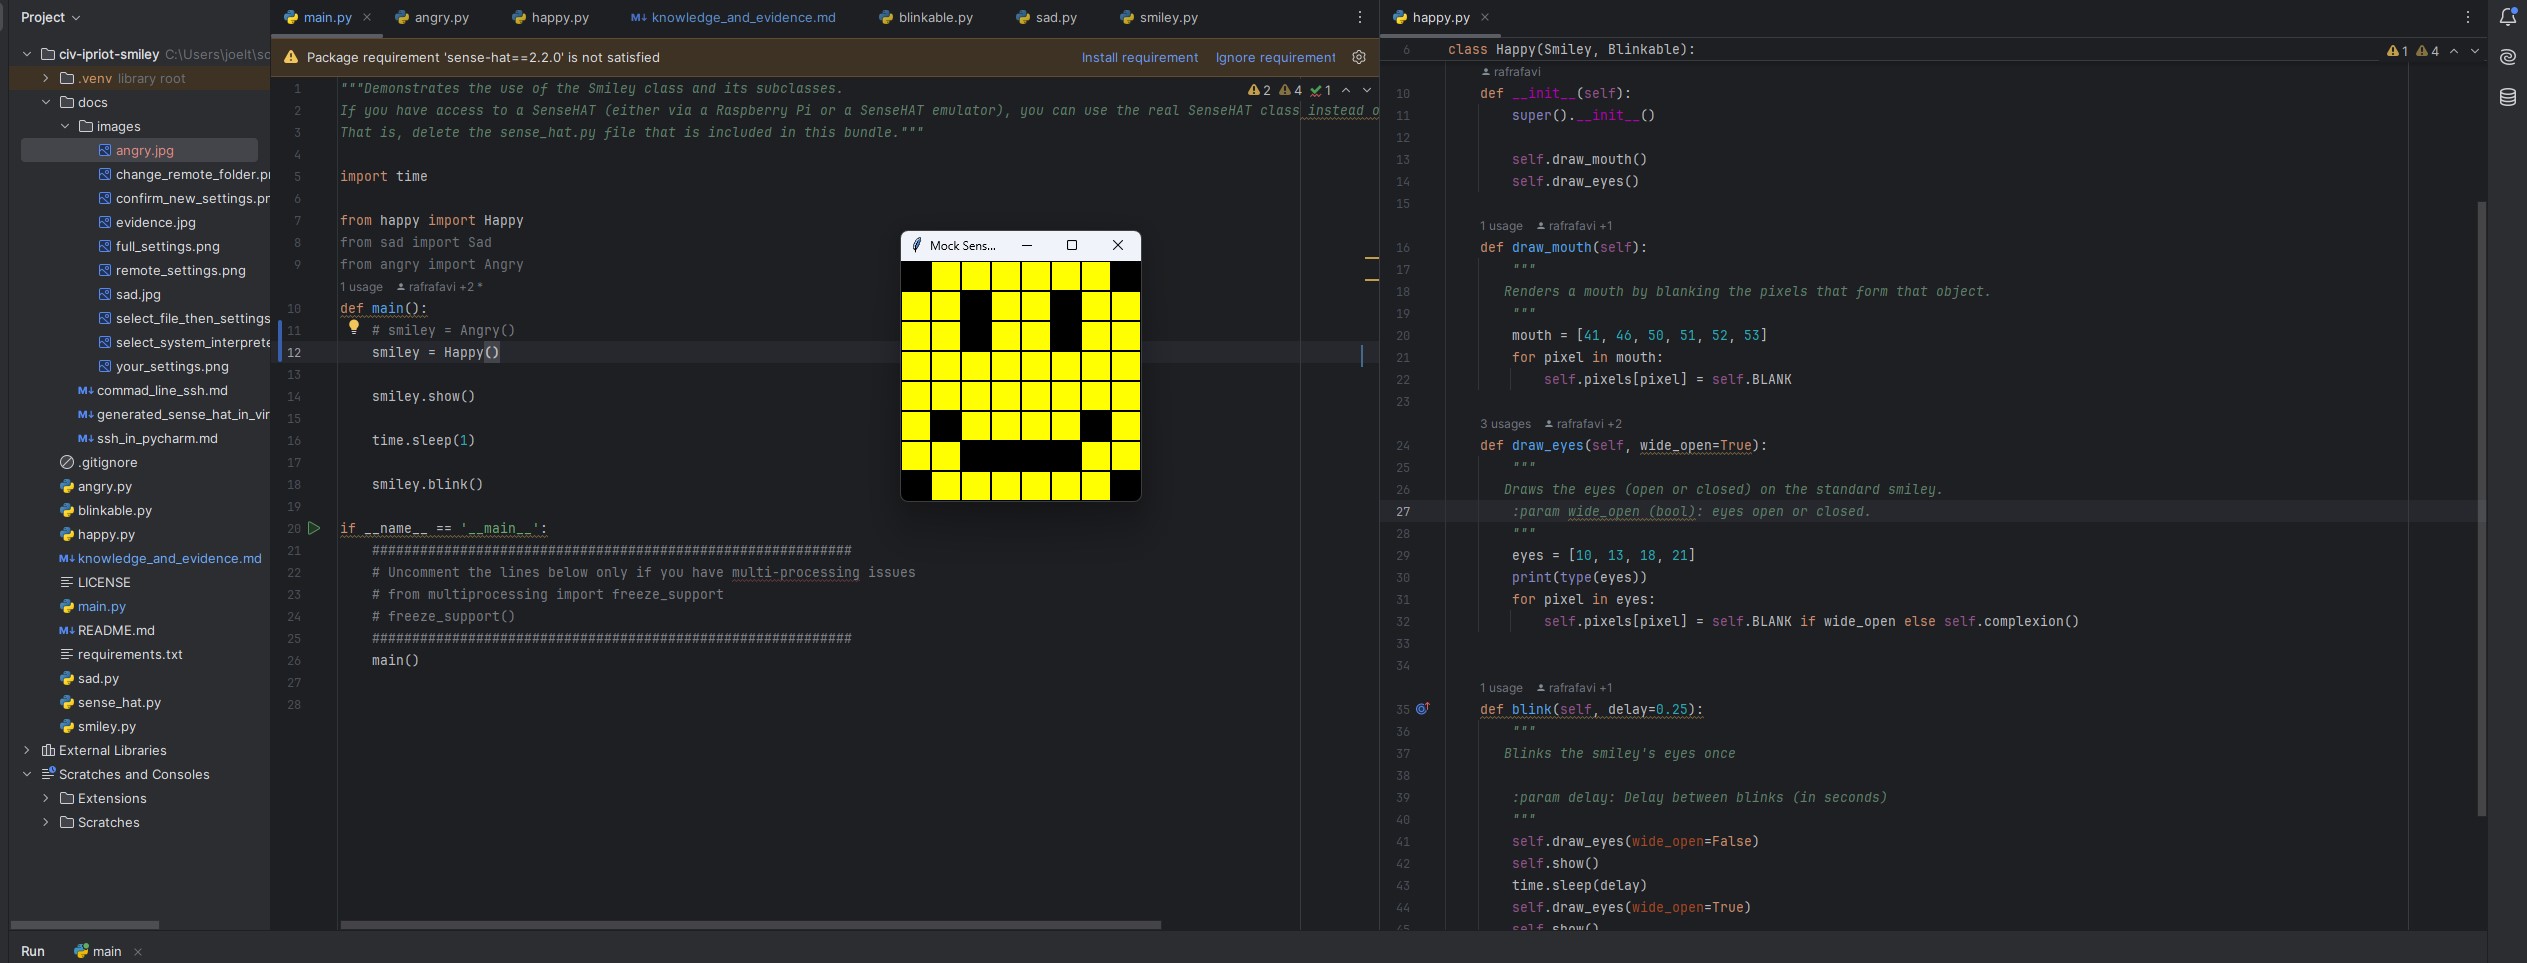 Project
civ-ipriot-smiley C:\Users\joelt\sc
.venv library root
docs
images
angry.jpg
change_remote_folder.pr
confirm_new_settings.pr
evidence.jpg
full_settings.png
remote_settings.png
sad.jpg
select_file_then_settings
select_system_interprete
your_settings.png
commad_line_ssh.md
generated_sense_hat_in_vir
ssh_in_pycharm.md
.gitignore
angry.py
blinkable.py
happy.py
knowledge_and_evidence.md
LICENSE
main.py
README.md
requirements.txt
sad.py
sense_hat.py
smiley.py
External Libraries
Scratches and Consoles
Extensions
Scratches
main.py angry.py happy.py knowledge_and_evidence.md blinkable.py sad.py smiley.py
Package requirement 'sense-hat==2.2.0' is not satisfied Install requirement Ignore requirement
2 4 1
1 """Demonstrates the use of the Smiley class and its subclasses.
2 If you have access to a SenseHAT (either via a Raspberry Pi or a SenseHAT emulator), you can use the real SenseHAT class instead o
3 That is, delete the sense_hat.py file that is included in this bundle."""
4
5 import time
6
7 from happy import Happy
8 from sad import Sad
9 from angry import Angry
1 usage rafrafavi +2 *
10 def main():
11 # smiley = Angry()
12 smiley = Happy()
13
14 smiley.show()
15
16 time.sleep(1)
17
18 smiley.blink()
19
20 if __name__ == '__main__':
21 ############################################################
22 # Uncomment the lines below only if you have multi-processing issues
23 # from multiprocessing import freeze_support
24 # freeze_support()
25 ############################################################
26 main()
27
28
Mock Sens...
happy.py
6 class Happy(Smiley, Blinkable):
1 4
rafrafavi
10 def __init__(self):
11 super().__init__()
12
13 self.draw_mouth()
14 self.draw_eyes()
15
1 usage rafrafavi +1
16 def draw_mouth(self):
17 """
18 Renders a mouth by blanking the pixels that form that object.
19 """
20 mouth = [41, 46, 50, 51, 52, 53]
21 for pixel in mouth:
22 self.pixels[pixel] = self.BLANK
23
3 usages rafrafavi +2
24 def draw_eyes(self, wide_open=True):
25 """
26 Draws the eyes (open or closed) on the standard smiley.
27 :param wide_open (bool): eyes open or closed.
28 """
29 eyes = [10, 13, 18, 21]
30 print(type(eyes))
31 for pixel in eyes:
32 self.pixels[pixel] = self.BLANK if wide_open else self.complexion()
33
34
1 usage rafrafavi +1
35 def blink(self, delay=0.25):
36 """
37 Blinks the smiley's eyes once
38
39 :param delay: Delay between blinks (in seconds)
40 """
41 self.draw_eyes(wide_open=False)
42 self.show()
43 time.sleep(delay)
44 self.draw_eyes(wide_open=True)
45 self.show()
Run main